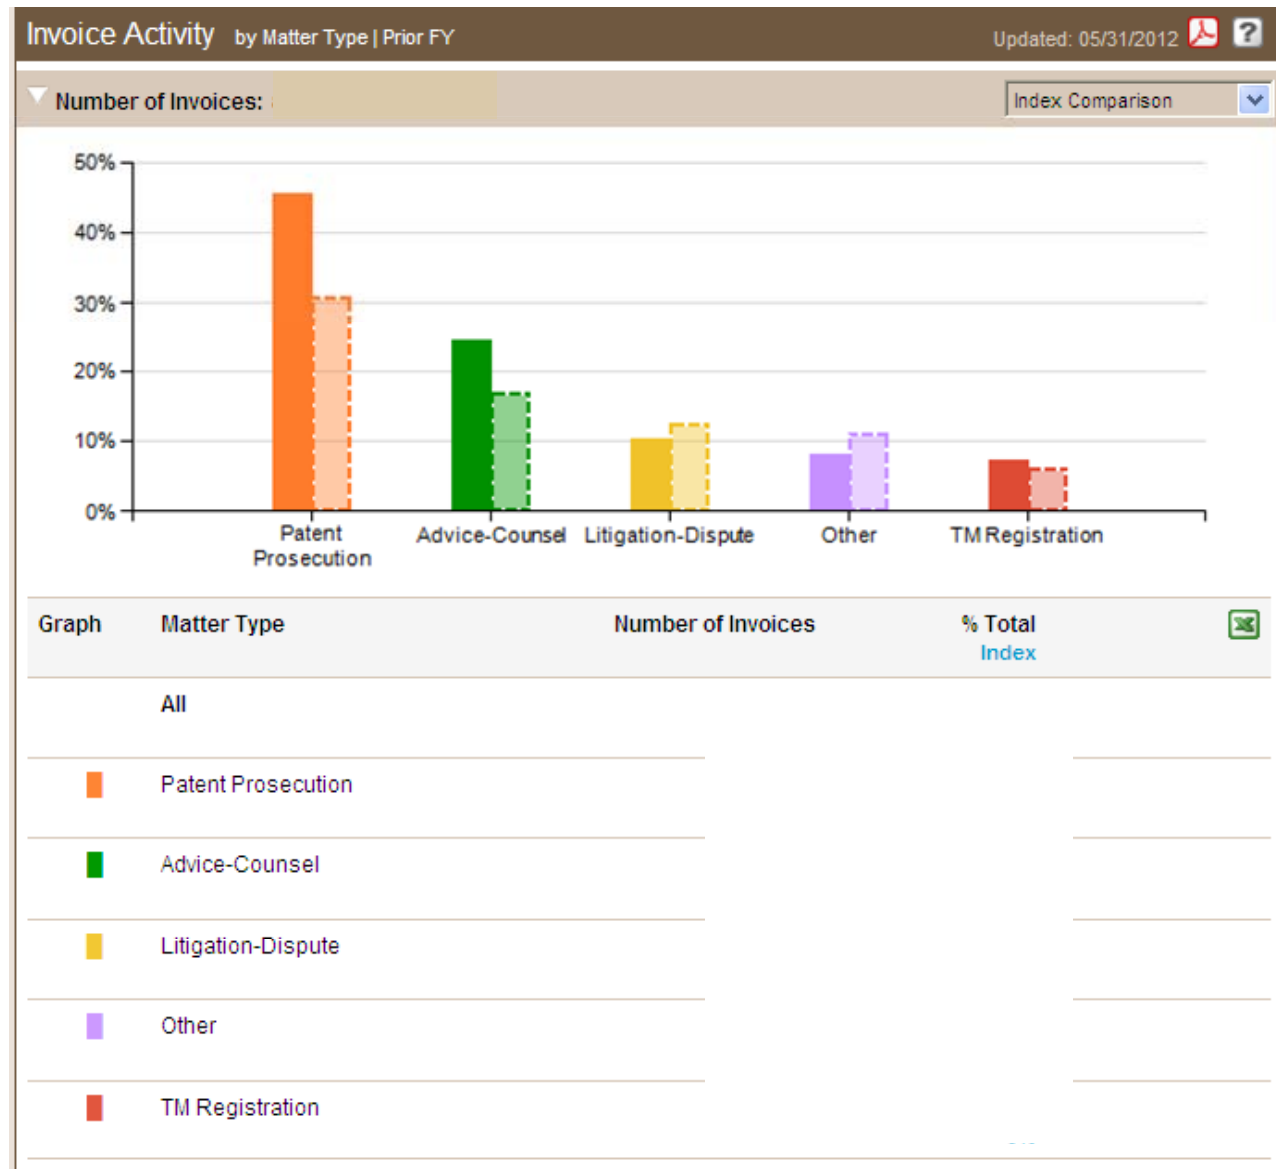 Invoice Activity by Matter Type | Prior FY Updated: 05/31/2012 ?
Number of Invoices: Index Comparison
50%
40%
30%
20%
10%
0%
Patent Prosecution Advice-Counsel Litigation-Dispute Other TM Registration
Graph Matter Type Number of Invoices % Total
Index
All
Patent Prosecution
Advice-Counsel
Litigation-Dispute
Other
TM Registration